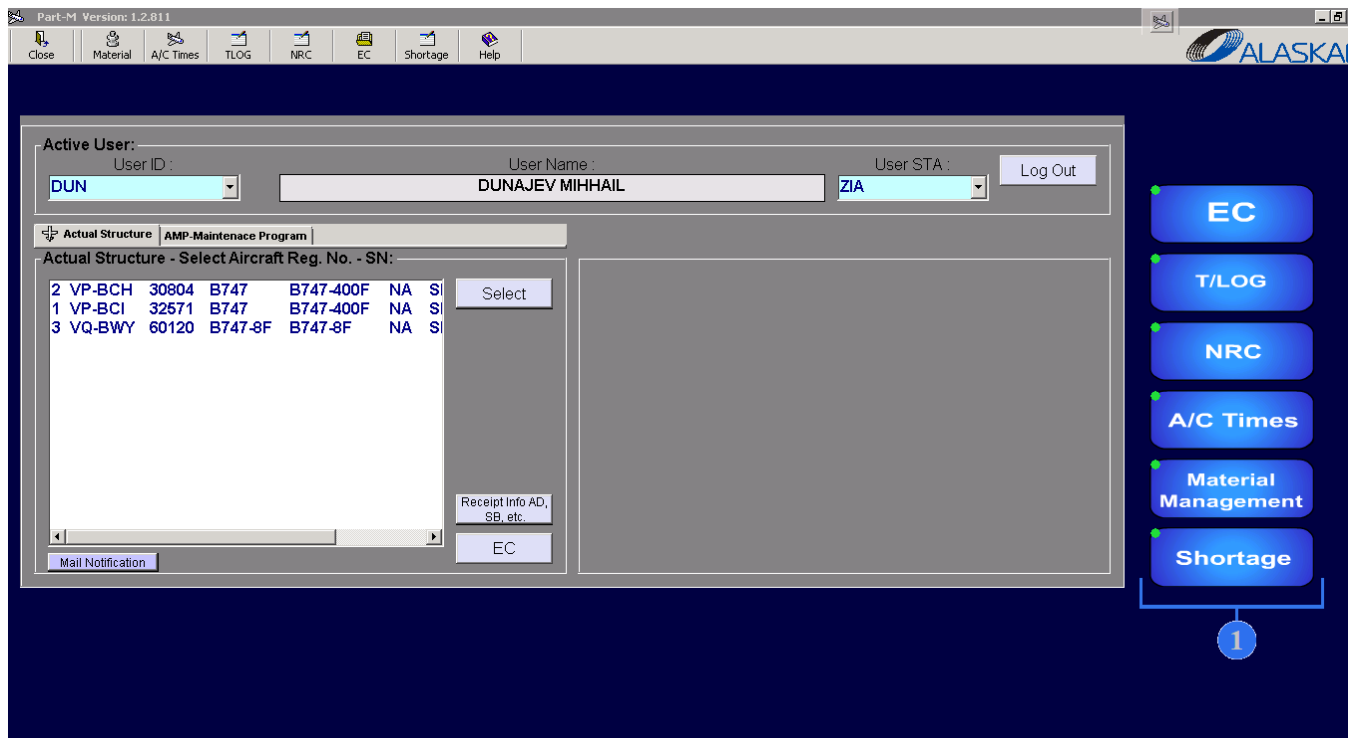 Part-M Version: 1.2.811
Close Material A/C Times TLOG NRC EC Shortage Help
ALASKAI
Active User:
User ID : User Name : User STA :
DUN DUNAJEV MIHHAIL ZIA Log Out
Actual Structure AMP-Maintenace Program
Actual Structure - Select Aircraft Reg. No. - SN:
2 VP-BCH 30804 B747 B747-400F NA SI
1 VP-BCI 32571 B747 B747-400F NA SI
3 VQ-BWY 60120 B747-8F B747-8F NA SI
Select
Receipt Info AD,
SB, etc.
EC
Mail Notification
EC
T/LOG
NRC
A/C Times
Material
Management
Shortage
1